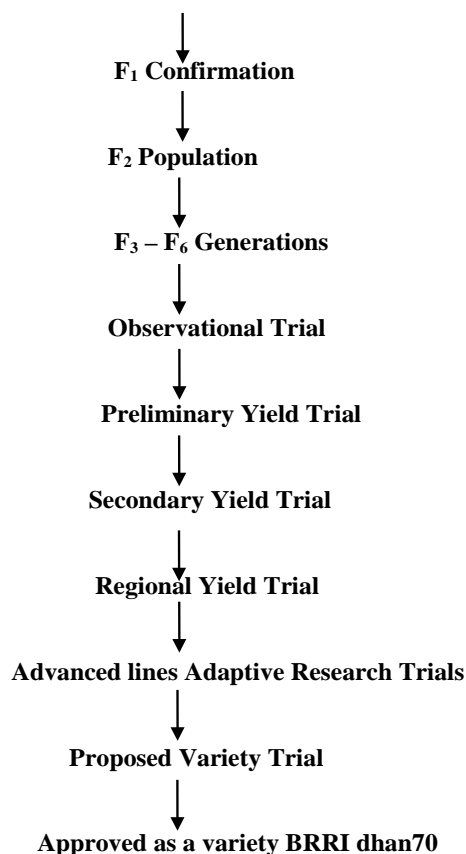 F₁ Confirmation
F₂ Population
F₃ – F₆ Generations
Observational Trial
Preliminary Yield Trial
Secondary Yield Trial
Regional Yield Trial
Advanced lines Adaptive Research Trials
Proposed Variety Trial
Approved as a variety BRRI dhan70